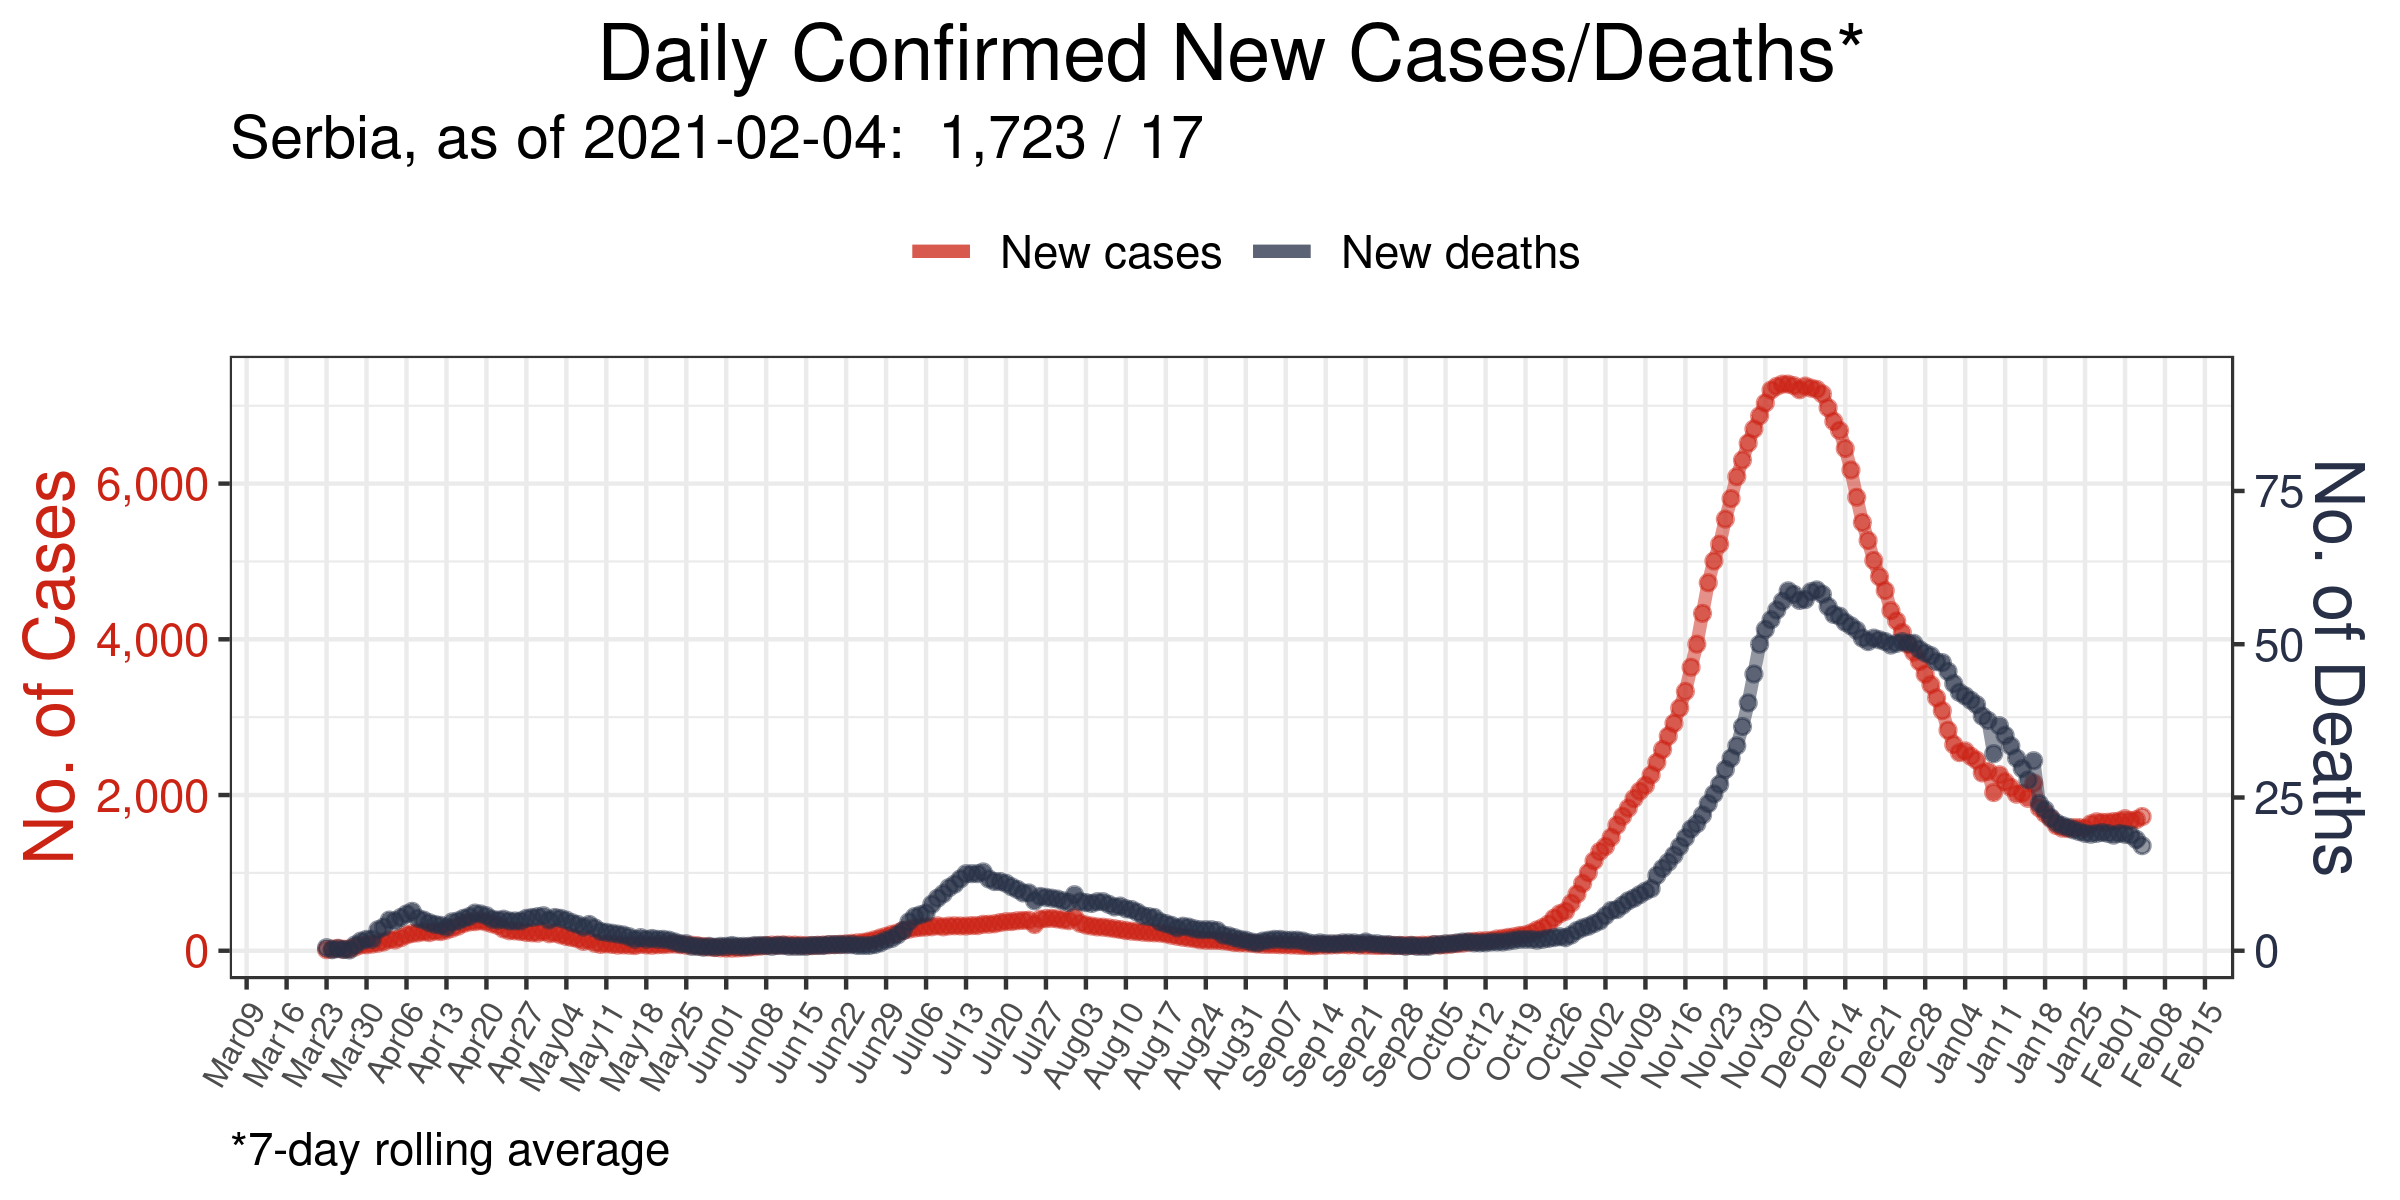 Daily Confirmed New Cases/Deaths*
Serbia, as of 2021-02-04:  1,723 / 17
New cases
New deaths
No. of Cases
6,000
4,000
2,000
0
75
50
25
0
No. of Deaths
Mar09
Mar16
Mar23
Mar30
Apr06
Apr13
Apr20
Apr27
May04
May11
May18
May25
Jun01
Jun08
Jun15
Jun22
Jun29
Jul06
Jul13
Jul20
Jul27
Aug03
Aug10
Aug17
Aug24
Aug31
Sep07
Sep14
Sep21
Sep28
Oct05
Oct12
Oct19
Oct26
Nov02
Nov09
Nov16
Nov23
Nov30
Dec07
Dec14
Dec21
Dec28
Jan04
Jan11
Jan18
Jan25
Feb01
Feb08
Feb15
*7-day rolling average